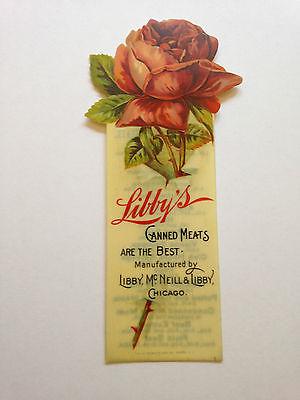 Libby's
CANNED MEATS
ARE THE BEST-
Manufactured by
LIBBY, MCNEILL & LIBBY,
CHICAGO.